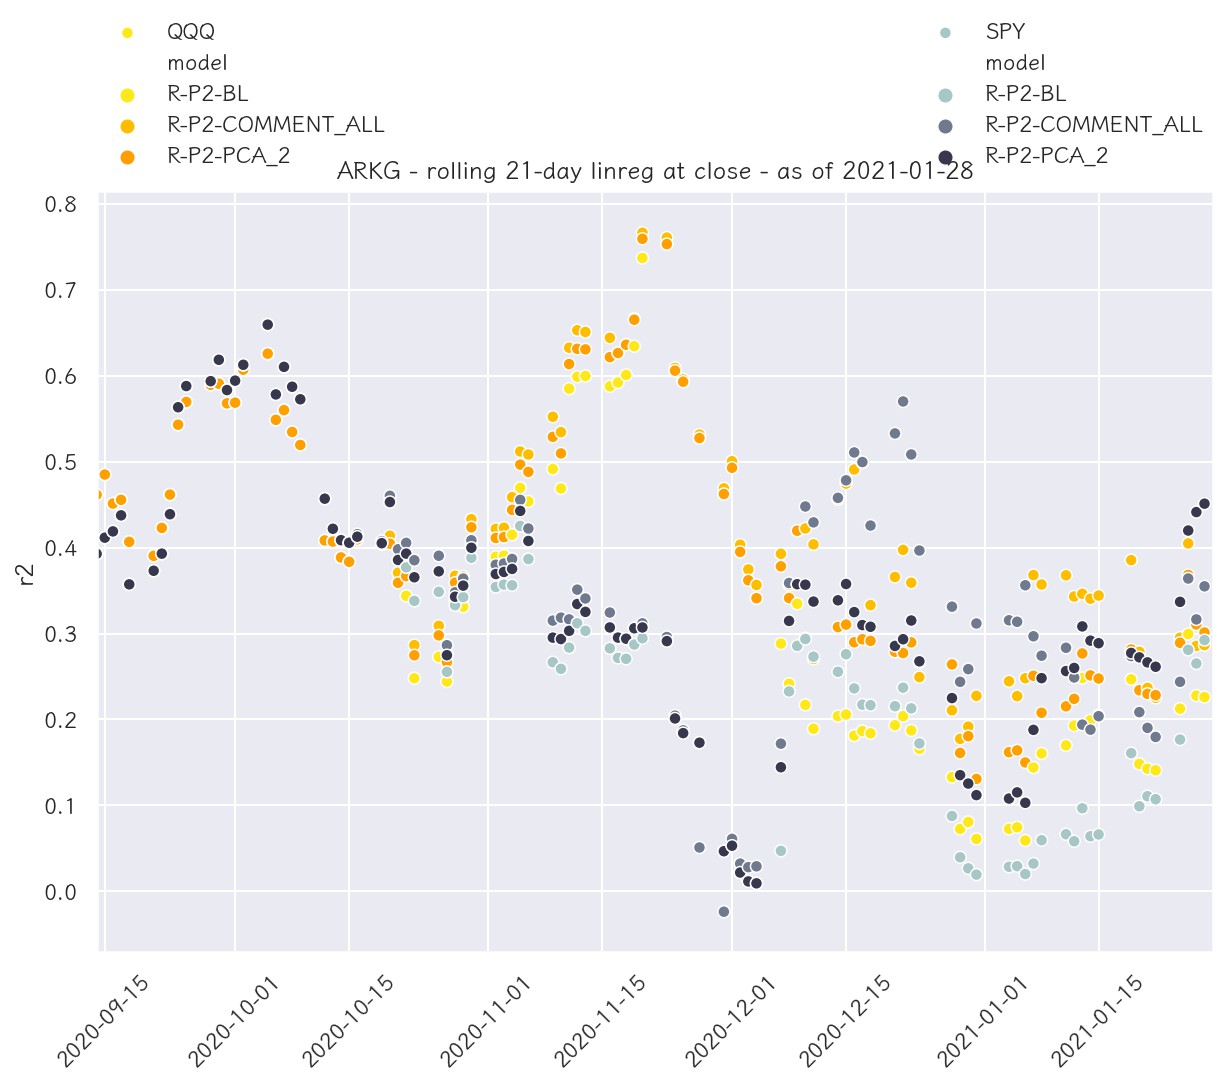 QQQ
model
R-P2-BL
R-P2-COMMENT_ALL
R-P2-PCA_2
SPY
model
R-P2-BL
R-P2-COMMENT_ALL
R-P2-PCA_2
ARKG - rolling 21-day linreg at close - as of 2021-01-28
0.8
0.7
0.6
0.5
0.4
0.3
0.2
0.1
0.0
r2
2020-09-15
2020-10-01
2020-10-15
2020-11-01
2020-11-15
2020-12-01
2020-12-15
2021-01-01
2021-01-15